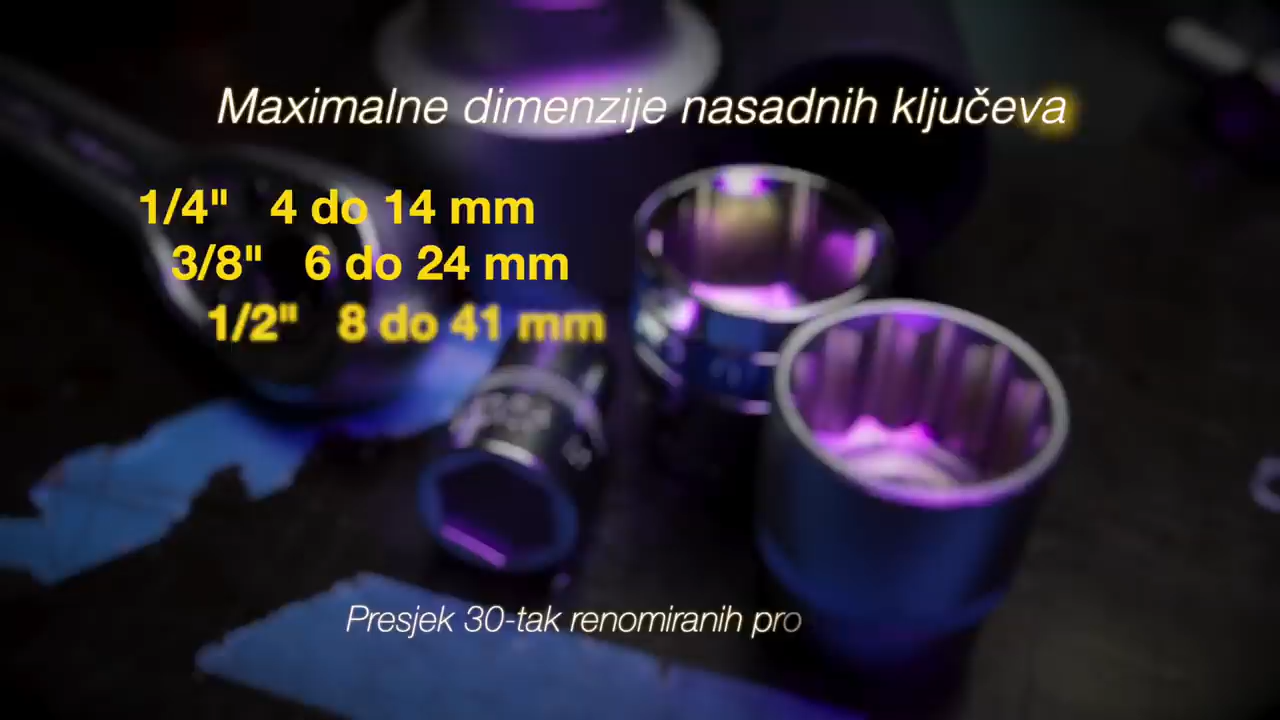 Maximalne dimenzije nasadnih ključeva
1/4" 4 do 14 mm
3/8" 6 do 24 mm
1/2" 8 do 41 mm
Presjek 30-tak renomiranih pro